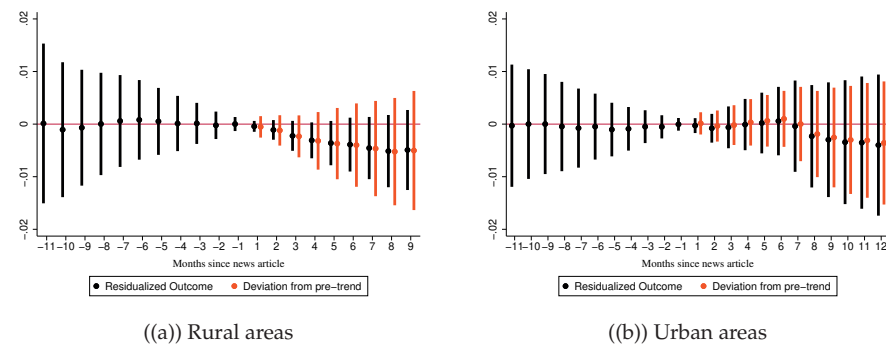 .02
.01
0
-.01
-.02
-11 -10 -9 -8 -7 -6 -5 -4 -3 -2 -1 1 2 3 4 5 6 7 8 9
Months since news article
Residualized Outcome Deviation from pre-trend
((a)) Rural areas
.02
.01
0
-.01
-.02
-11 -10 -9 -8 -7 -6 -5 -4 -3 -2 -1 1 2 3 4 5 6 7 8 9 10 11 12
Months since news article
Residualized Outcome Deviation from pre-trend
((b)) Urban areas